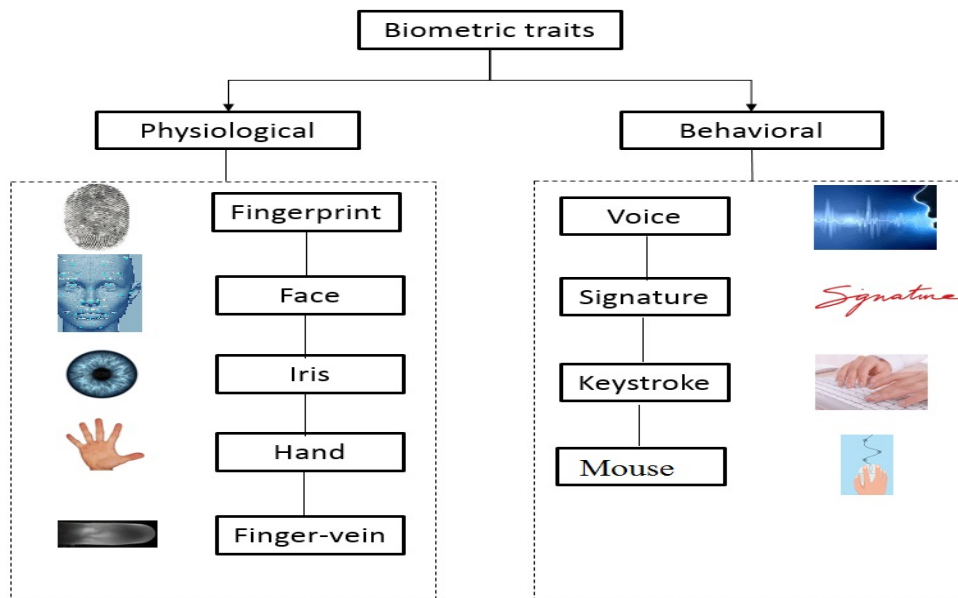 Biometric traits
Physiological
Behavioral
Fingerprint
Face
Iris
Hand
Finger-vein
Voice
Signature
Signature
Keystroke
Mouse